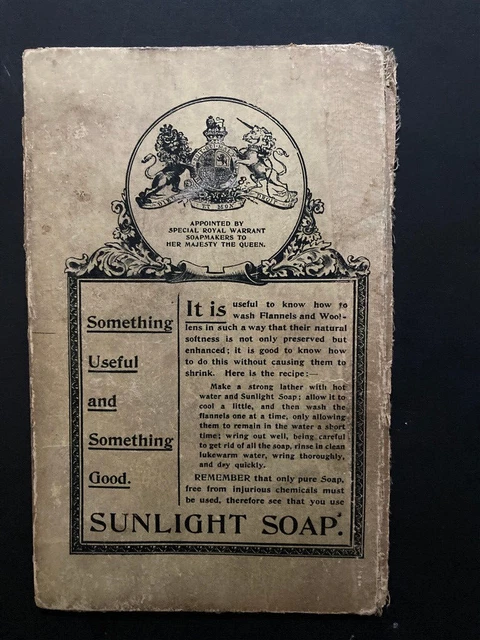 DIEU ET MON DROIT
APPOINTED BY
SPECIAL ROYAL WARRANT
SOAPMAKERS TO
HER MAJESTY THE QUEEN.
Something
Useful
and
Something
Good.
It is useful to know how to
wash Flannels and Wool-
lens in such a way that their natural
softness is not only preserved but
enhanced; it is good to know how
to do this without causing them to
shrink. Here is the recipe:—
Make a strong lather with hot
water and Sunlight Soap; allow it to
cool a little, and then wash the
flannels one at a time, only allowing
them to remain in the water a short
time; wring out well, being careful
to get rid of all the soap, rinse in clean
lukewarm water, wring thoroughly,
and dry quickly.
REMEMBER that only pure Soap,
free from injurious chemicals must
be used, therefore see that you use
SUNLIGHT SOAP.